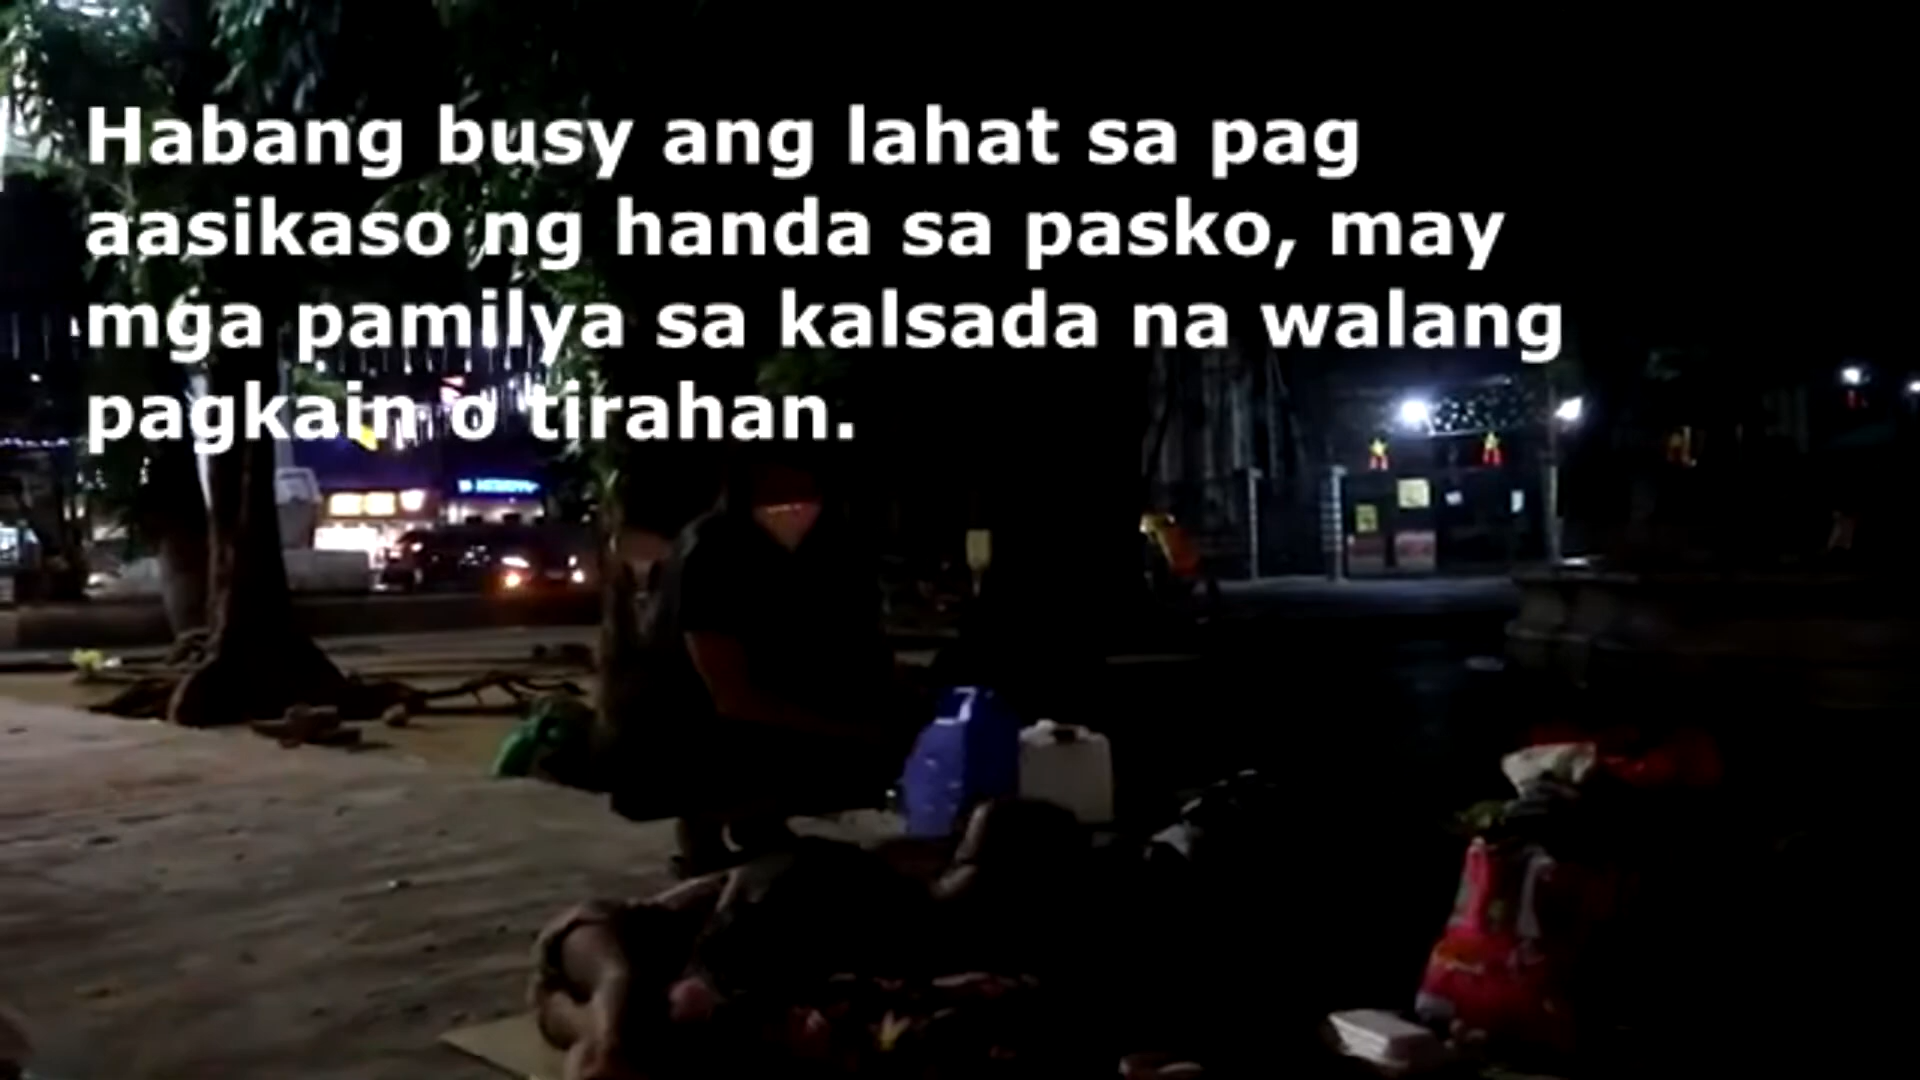 Habang busy ang lahat sa pag
aasikaso ng handa sa pasko, may
mga pamilya sa kalsada na walang
pagkain o tirahan.